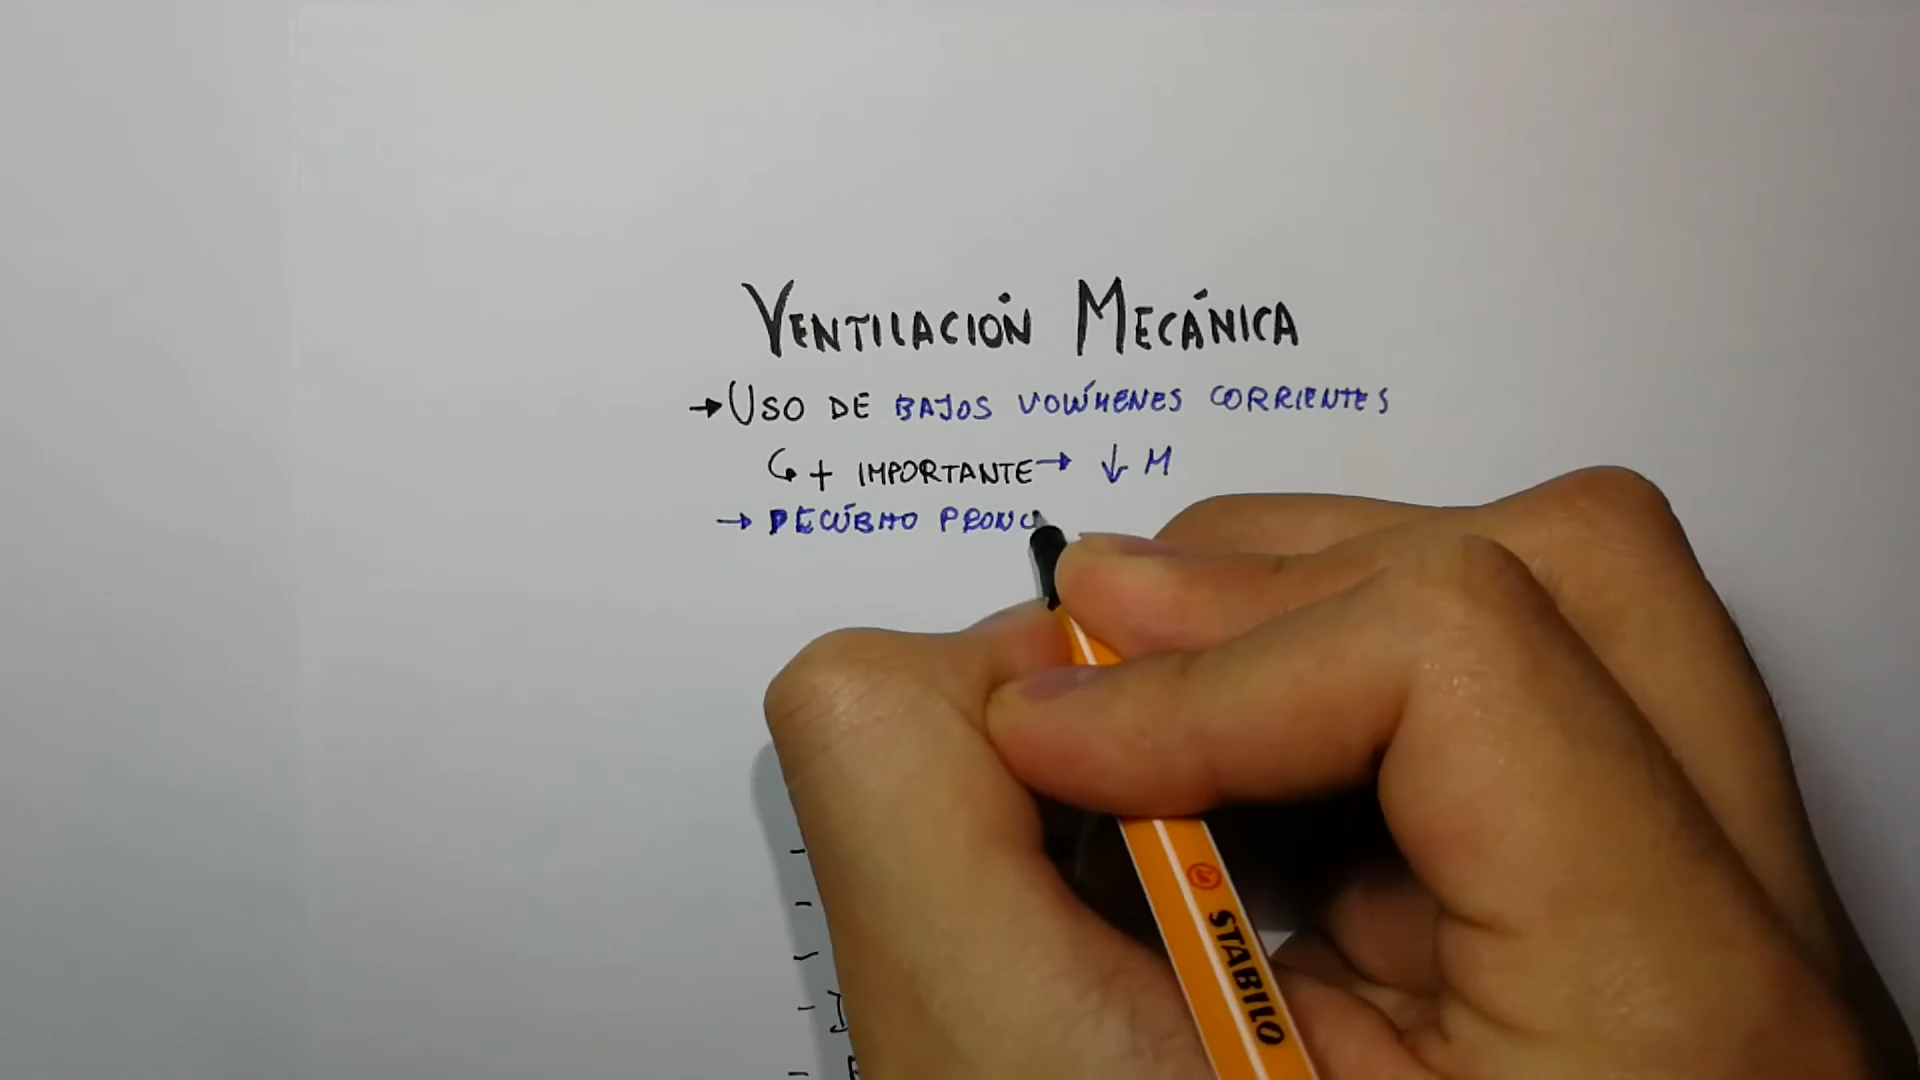 VENTILACIÓN MECÁNICA
→ USO DE BAJOS VOLÚMENES CORRIENTES
↳ + IMPORTANTE → ↓ M
→ DECÚBITO PRONO
STABILO